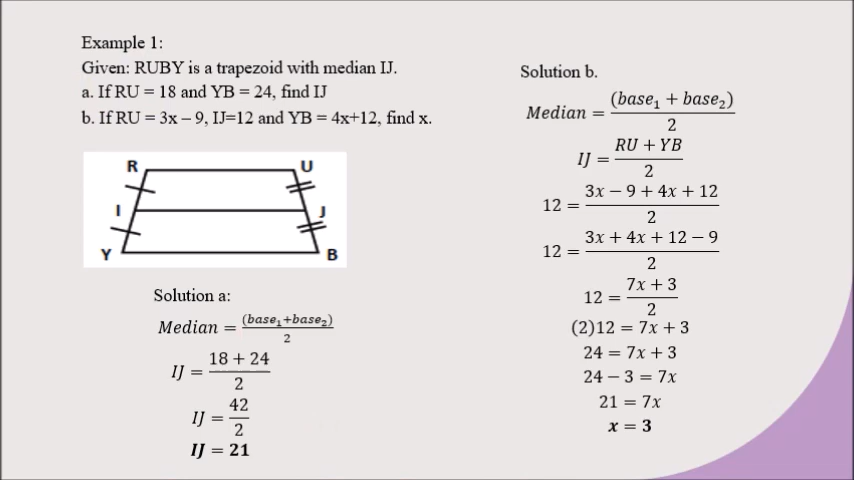 Example 1:
Given: RUBY is a trapezoid with median IJ.
a. If RU = 18 and YB = 24, find IJ
b. If RU = 3x – 9, IJ=12 and YB = 4x+12, find x.
R
U
I
J
Y
B
Solution a:
Median = (base₁+base₂)/2
IJ = (18 + 24)/2
IJ = 42/2
IJ = 21
Solution b.
Median = (base₁ + base₂)/2
IJ = (RU + YB)/2
12 = (3x − 9 + 4x + 12)/2
12 = (3x + 4x + 12 − 9)/2
12 = (7x + 3)/2
(2)12 = 7x + 3
24 = 7x + 3
24 − 3 = 7x
21 = 7x
x = 3